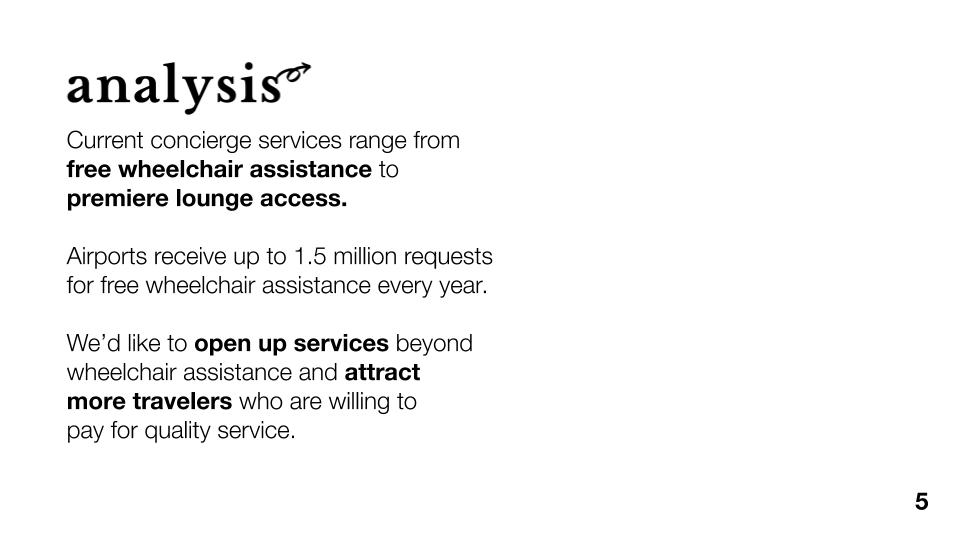 analysis
Current concierge services range from
free wheelchair assistance to
premiere lounge access.
Airports receive up to 1.5 million requests
for free wheelchair assistance every year.
We’d like to open up services beyond
wheelchair assistance and attract
more travelers who are willing to
pay for quality service.
5